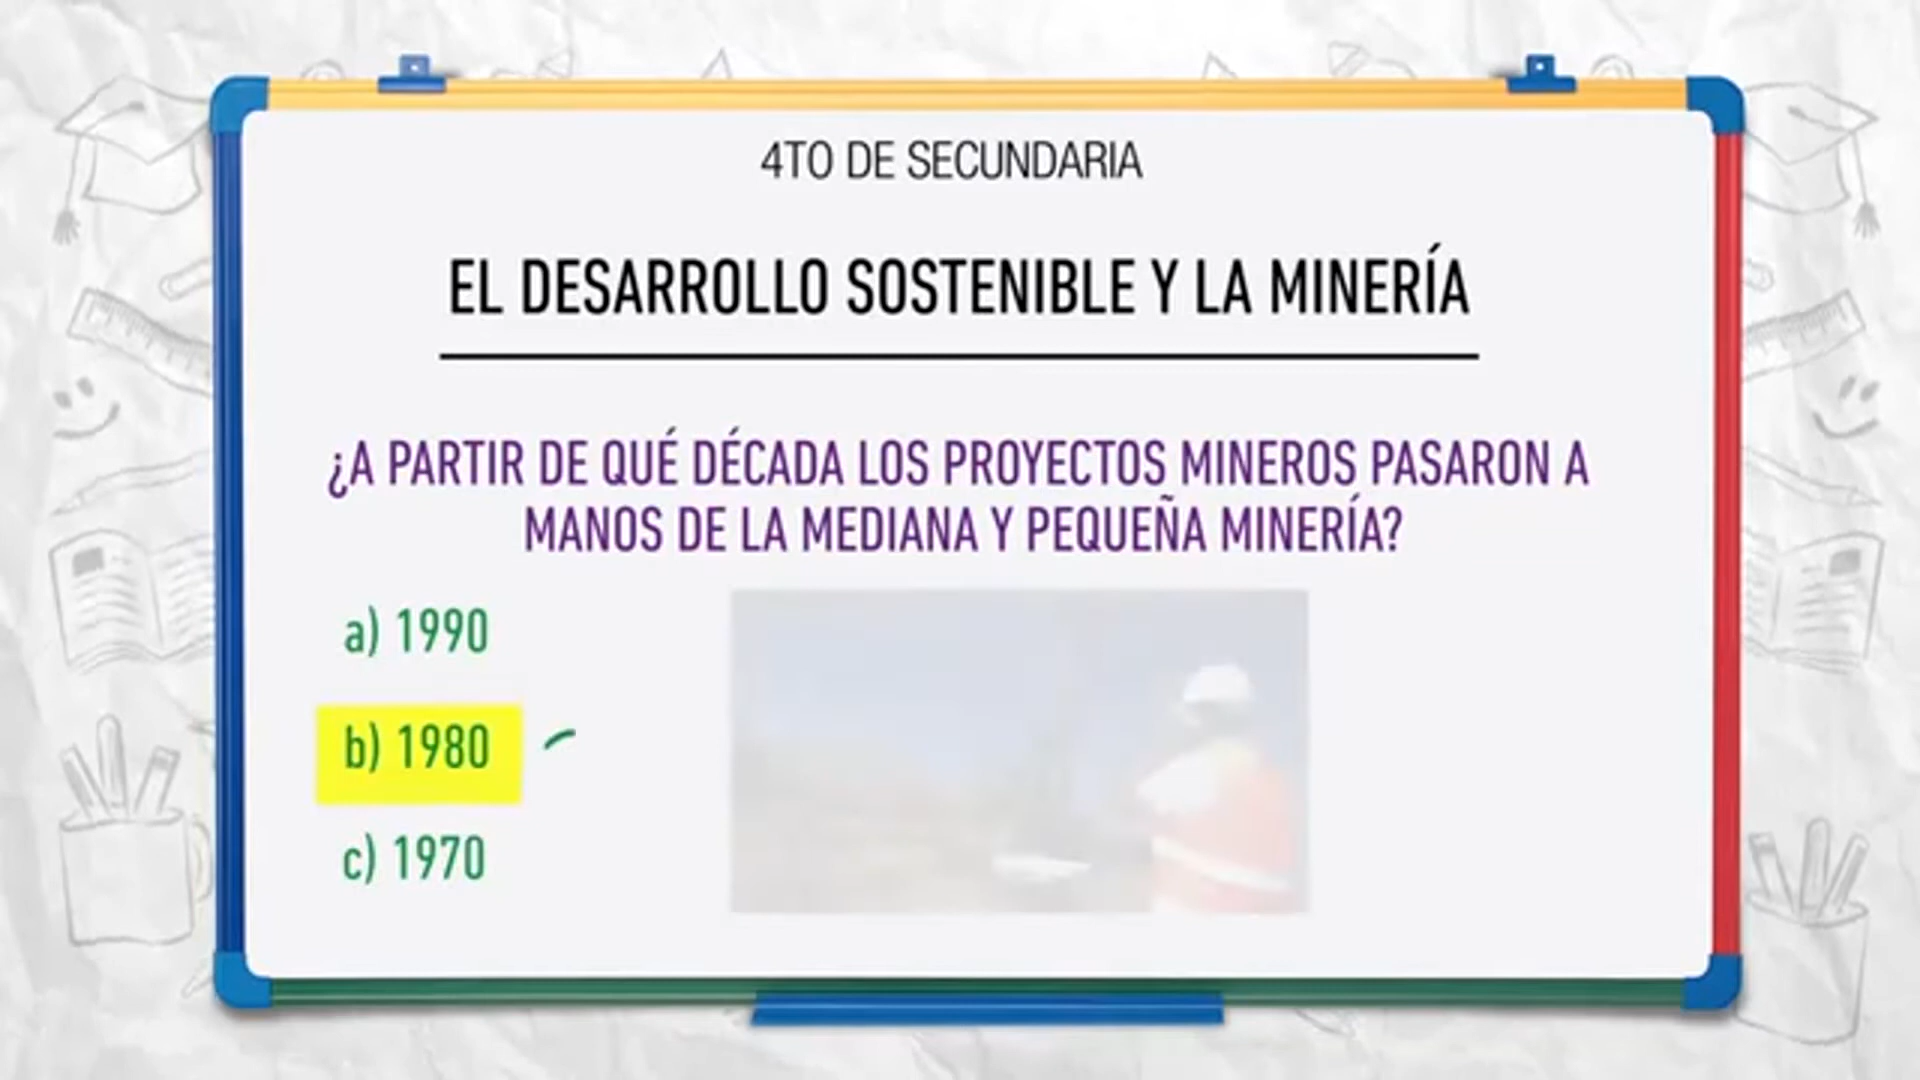 4TO DE SECUNDARIA
EL DESARROLLO SOSTENIBLE Y LA MINERÍA
¿A PARTIR DE QUÉ DÉCADA LOS PROYECTOS MINEROS PASARON A
MANOS DE LA MEDIANA Y PEQUEÑA MINERÍA?
a) 1990
b) 1980
c) 1970